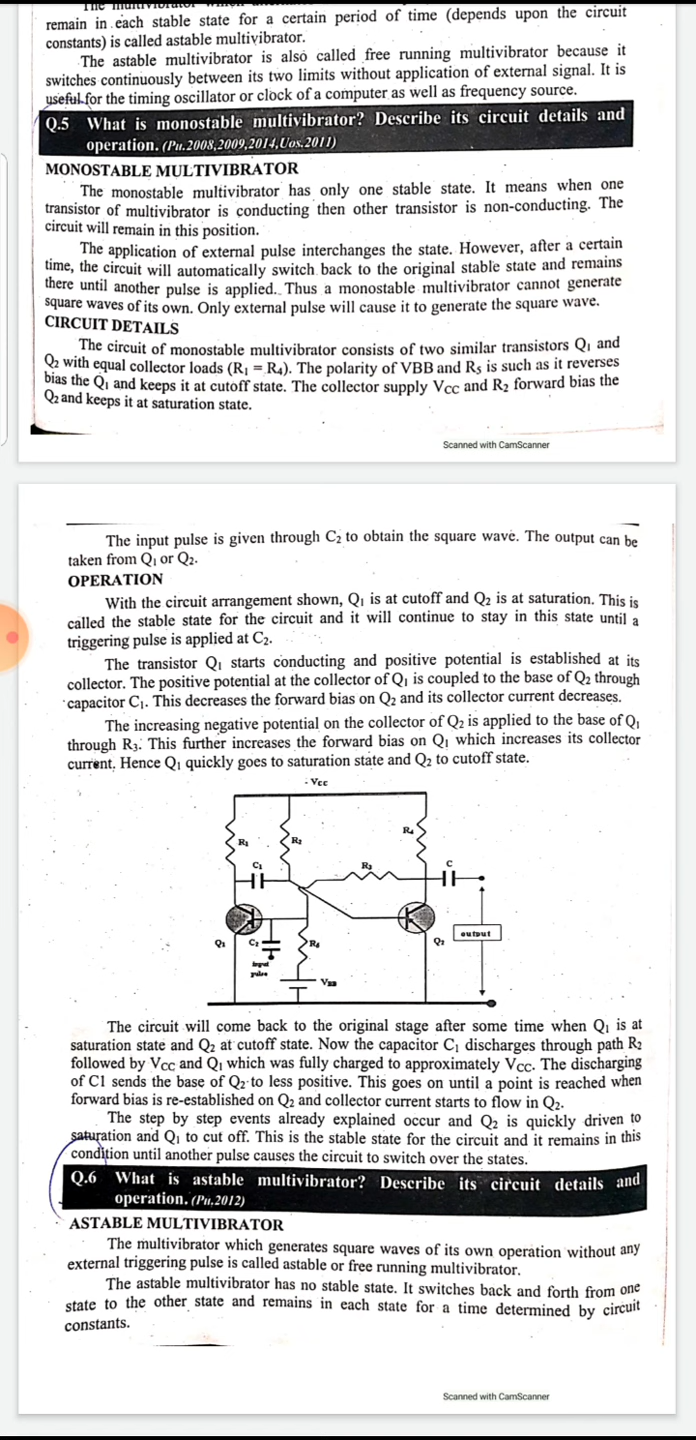 remain in each stable state for a certain period of time (depends upon the circuit
constants) is called astable multivibrator.
The astable multivibrator is also called free running multivibrator because it
switches continuously between its two limits without application of external signal. It is
useful for the timing oscillator or clock of a computer as well as frequency source.
Q.5 What is monostable multivibrator? Describe its circuit details and
operation. (Pu.2008,2009,2014,Uos.2011)
MONOSTABLE MULTIVIBRATOR
The monostable multivibrator has only one stable state. It means when one
transistor of multivibrator is conducting then other transistor is non-conducting. The
circuit will remain in this position.
The application of external pulse interchanges the state. However, after a certain
time, the circuit will automatically switch back to the original stable state and remains
there until another pulse is applied. Thus a monostable multivibrator cannot generate
square waves of its own. Only external pulse will cause it to generate the square wave.
CIRCUIT DETAILS
The circuit of monostable multivibrator consists of two similar transistors Q₁ and
Q₂ with equal collector loads (R₁ = R₄). The polarity of VBB and R₅ is such as it reverses
bias the Q₁ and keeps it at cutoff state. The collector supply Vcc and R₂ forward bias the
Q₂ and keeps it at saturation state.
Scanned with CamScanner
The input pulse is given through C₂ to obtain the square wave. The output can be
taken from Q₁ or Q₂.
OPERATION
With the circuit arrangement shown, Q₁ is at cutoff and Q₂ is at saturation. This is
called the stable state for the circuit and it will continue to stay in this state until a
triggering pulse is applied at C₂.
The transistor Q₁ starts conducting and positive potential is established at its
collector. The positive potential at the collector of Q₁ is coupled to the base of Q₂ through
capacitor C₁. This decreases the forward bias on Q₂ and its collector current decreases.
The increasing negative potential on the collector of Q₂ is applied to the base of Q₁
through R₃. This further increases the forward bias on Q₁ which increases its collector
current. Hence Q₁ quickly goes to saturation state and Q₂ to cutoff state.
- Vcc
R₁ R₂ R₄
C₁ R₃ C
Q₁ C₂ R₆ Q₂ output
input
pulse
VBB
The circuit will come back to the original stage after some time when Q₁ is at
saturation state and Q₂ at cutoff state. Now the capacitor C₁ discharges through path R₂
followed by Vcc and Q₁ which was fully charged to approximately Vcc. The discharging
of C1 sends the base of Q₂ to less positive. This goes on until a point is reached when
forward bias is re-established on Q₂ and collector current starts to flow in Q₂.
The step by step events already explained occur and Q₂ is quickly driven to
saturation and Q₁ to cut off. This is the stable state for the circuit and it remains in this
condition until another pulse causes the circuit to switch over the states.
Q.6 What is astable multivibrator? Describe its circuit details and
operation. (Pu.2012)
ASTABLE MULTIVIBRATOR
The multivibrator which generates square waves of its own operation without any
external triggering pulse is called astable or free running multivibrator.
The astable multivibrator has no stable state. It switches back and forth from one
state to the other state and remains in each state for a time determined by circuit
constants.
Scanned with CamScanner